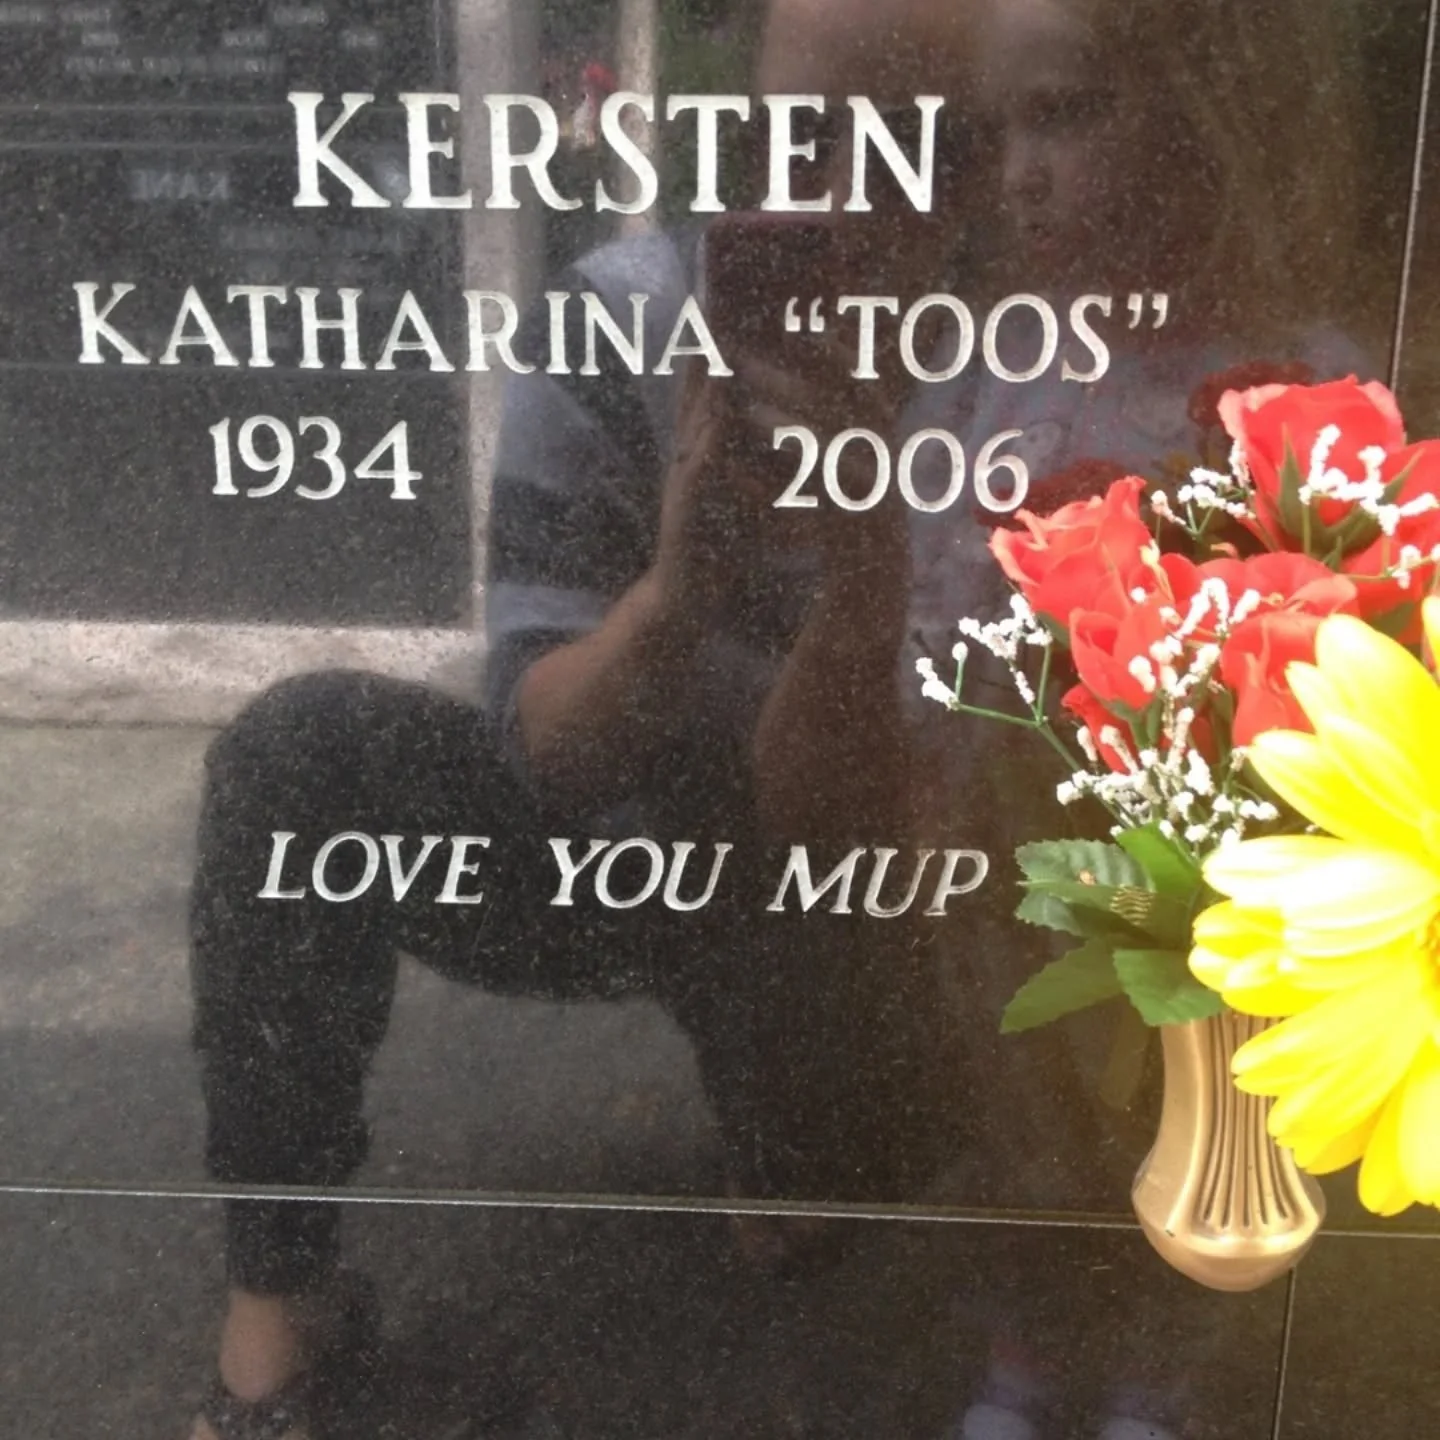 KERSTEN
KATHARINA “TOOS”
1934 2006
LOVE YOU MUP